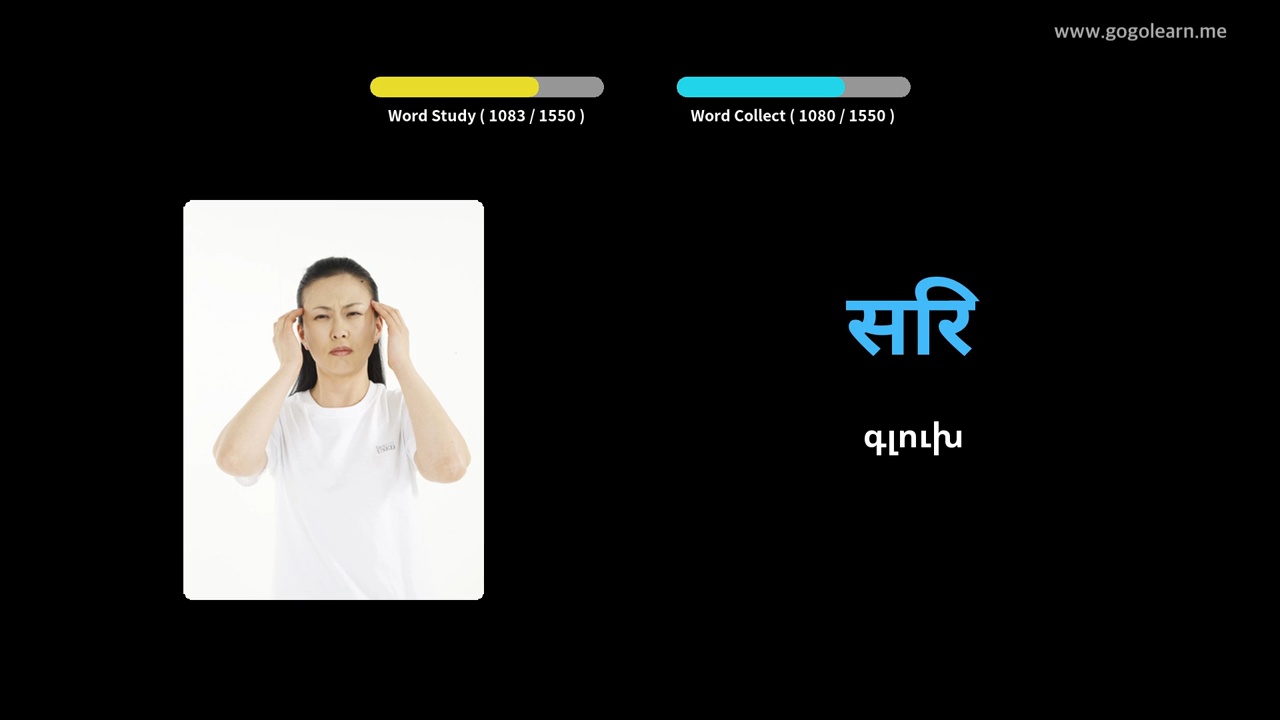 www.gogolearn.me
Word Study ( 1083 / 1550 )
Word Collect ( 1080 / 1550 )
सरि
գլուխ